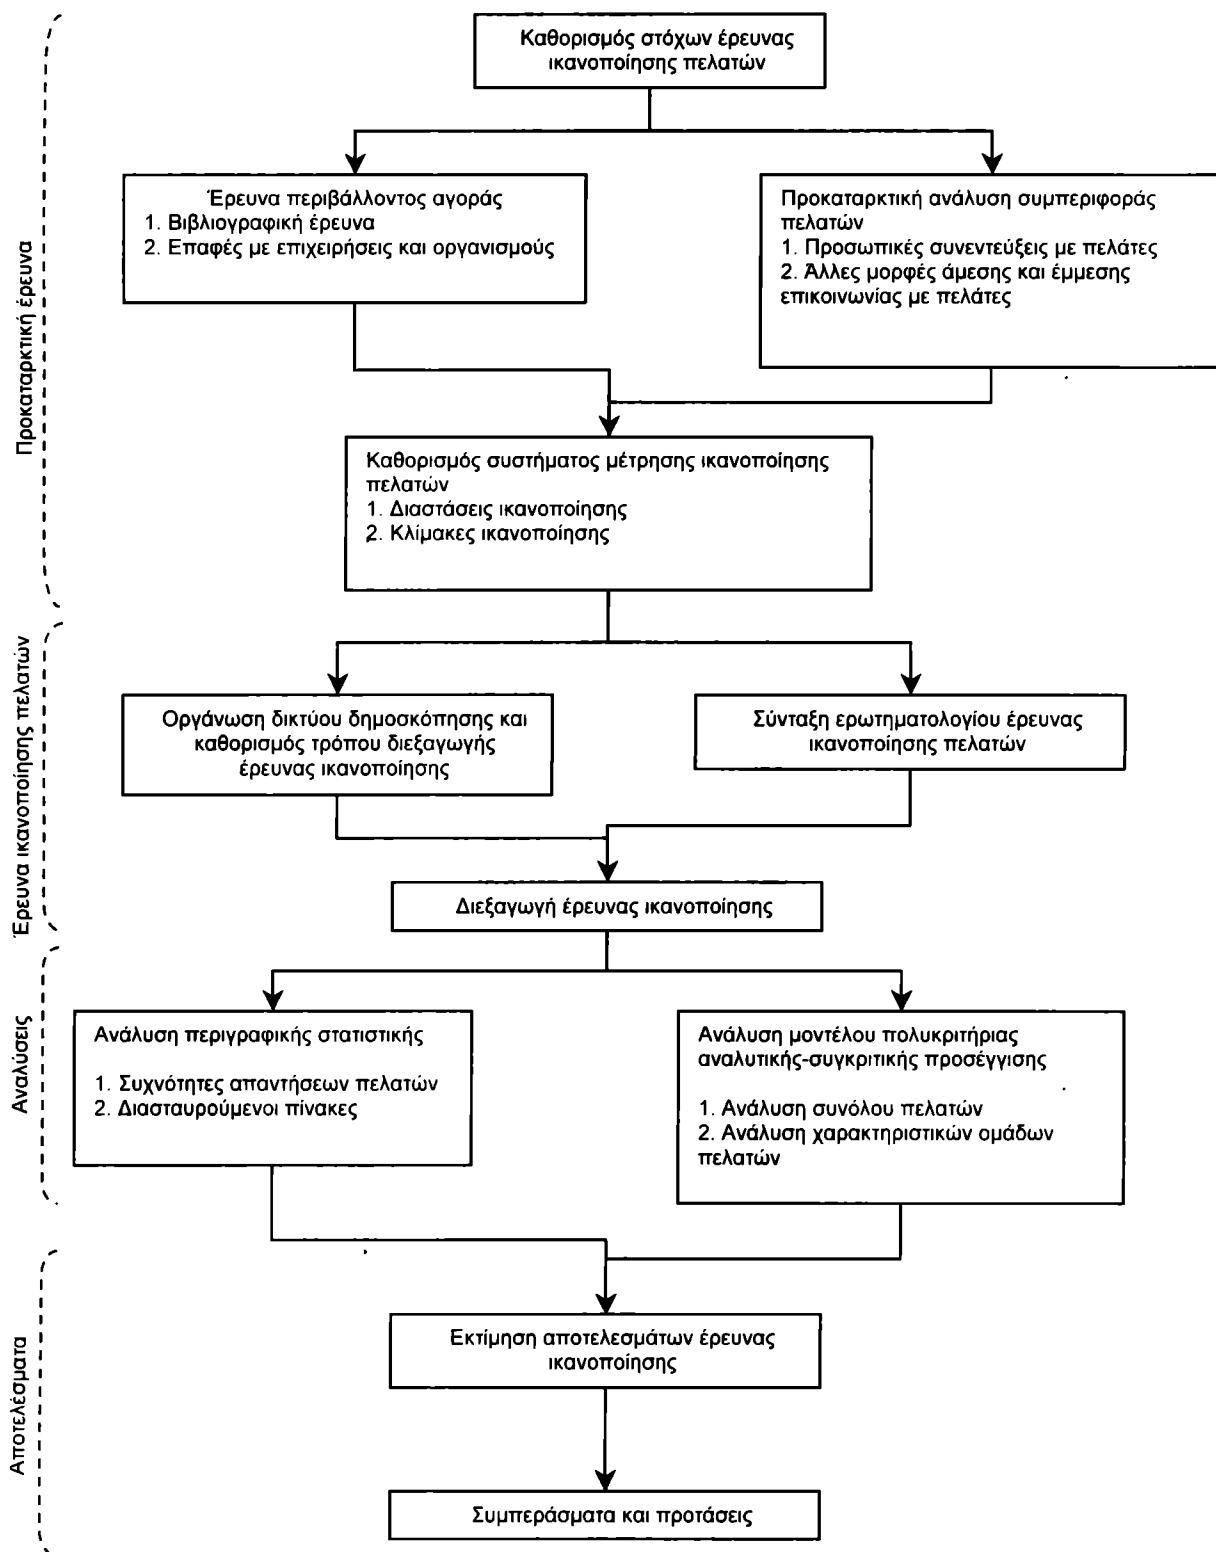 Καθορισμός στόχων έρευνας
ικανοποίησης πελατών
Προκαταρκτική έρευνα
Έρευνα περιβάλλοντος αγοράς
1. Βιβλιογραφική έρευνα
2. Επαφές με επιχειρήσεις και οργανισμούς
Προκαταρκτική ανάλυση συμπεριφοράς
πελατών
1. Προσωπικές συνεντεύξεις με πελάτες
2. Άλλες μορφές άμεσης και έμμεσης
επικοινωνίας με πελάτες
Καθορισμός συστήματος μέτρησης ικανοποίησης
πελατών
1. Διαστάσεις ικανοποίησης
2. Κλίμακες ικανοποίησης
Έρευνα ικανοποίησης πελατών
Οργάνωση δικτύου δημοσκόπησης και
καθορισμός τρόπου διεξαγωγής
έρευνας ικανοποίησης
Σύνταξη ερωτηματολογίου έρευνας
ικανοποίησης πελατών
Διεξαγωγή έρευνας ικανοποίησης
Αναλύσεις
Ανάλυση περιγραφικής στατιστικής
1. Συχνότητες απαντήσεων πελατών
2. Διασταυρούμενοι πίνακες
Ανάλυση μοντέλου πολυκριτήριας
αναλυτικής-συγκριτικής προσέγγισης
1. Ανάλυση συνόλου πελατών
2. Ανάλυση χαρακτηριστικών ομάδων
πελατών
Αποτελέσματα
Εκτίμηση αποτελεσμάτων έρευνας
ικανοποίησης
Συμπεράσματα και προτάσεις